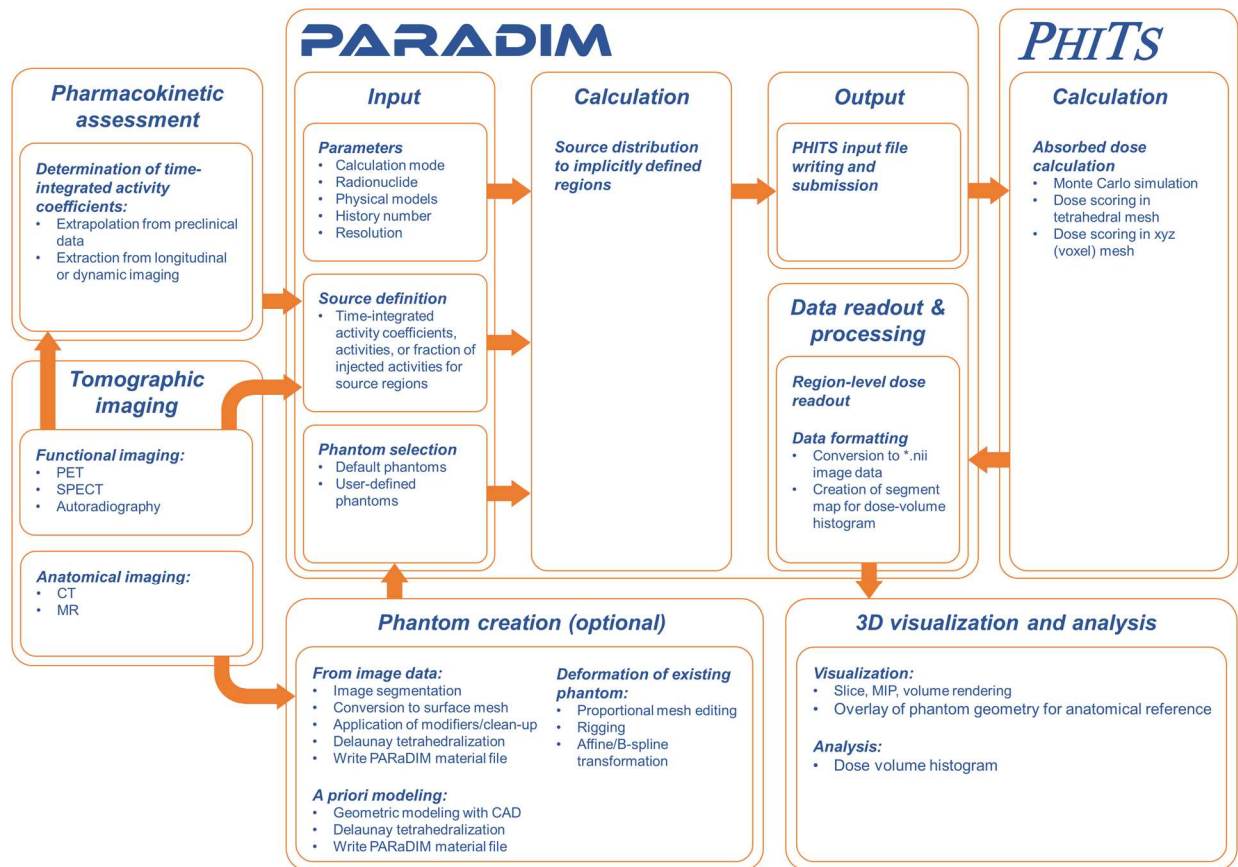 PARADIM
PHITS
Pharmacokinetic
assessment
Determination of time-
integrated activity
coefficients:
• Extrapolation from preclinical
data
• Extraction from longitudinal
or dynamic imaging
Tomographic
imaging
Functional imaging:
• PET
• SPECT
• Autoradiography
Anatomical imaging:
• CT
• MR
Input
Parameters
• Calculation mode
• Radionuclide
• Physical models
• History number
• Resolution
Source definition
• Time-integrated
activity coefficients,
activities, or fraction of
injected activities for
source regions
Phantom selection
• Default phantoms
• User-defined
phantoms
Calculation
Source distribution
to implicitly defined
regions
Output
PHITS input file
writing and
submission
Data readout &
processing
Region-level dose
readout
Data formatting
• Conversion to *.nii
image data
• Creation of segment
map for dose-volume
histogram
Calculation
Absorbed dose
calculation
• Monte Carlo simulation
• Dose scoring in
tetrahedral mesh
• Dose scoring in xyz
(voxel) mesh
Phantom creation (optional)
From image data:
• Image segmentation
• Conversion to surface mesh
• Application of modifiers/clean-up
• Delaunay tetrahedralization
• Write PARaDIM material file
A priori modeling:
• Geometric modeling with CAD
• Delaunay tetrahedralization
• Write PARaDIM material file
Deformation of existing
phantom:
• Proportional mesh editing
• Rigging
• Affine/B-spline
transformation
3D visualization and analysis
Visualization:
• Slice, MIP, volume rendering
• Overlay of phantom geometry for anatomical reference
Analysis:
• Dose volume histogram